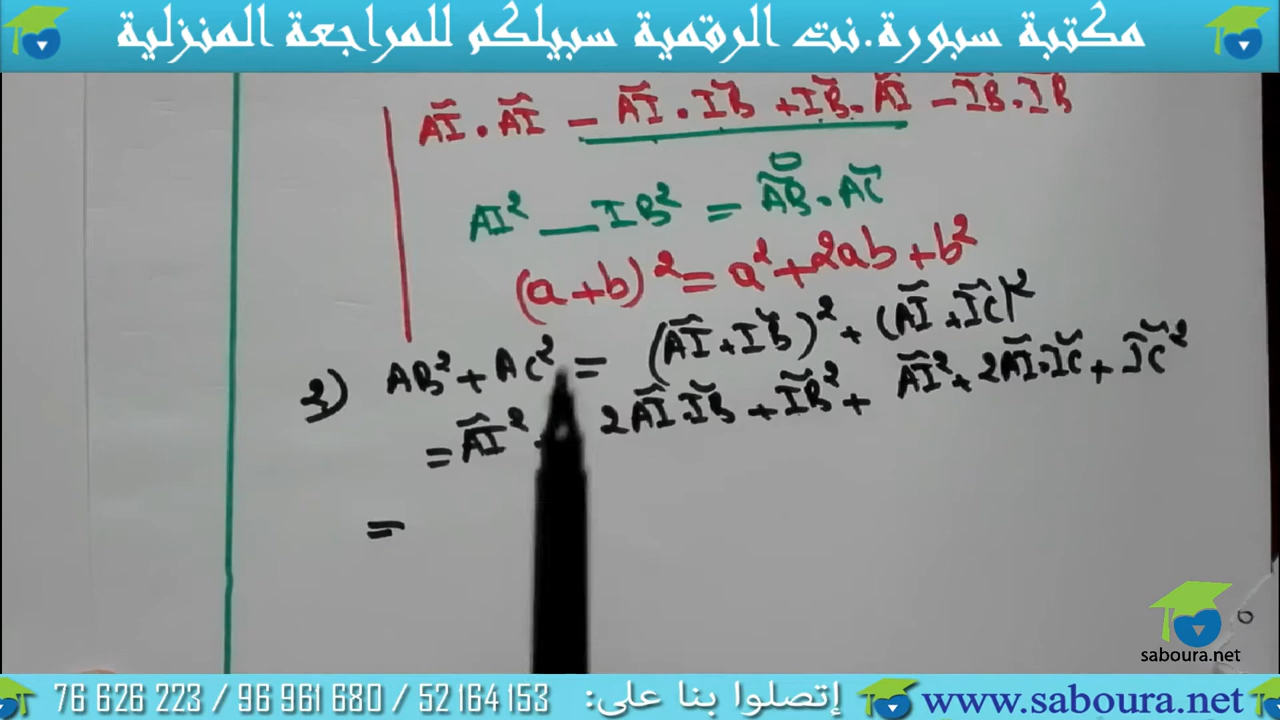 مكتبة سبورة.نت الرقمية سبيلكم للمراجعة المنزلية
AI . AI - AI . IB + IB . AI - IB . IB
AI² - IB² = AB . AC
(a + b)² = a² + 2ab + b²
2) AB² + AC² = (AI + IB)² + (AI + IC)²
= AI² 2AI . IB + IB² + AI² + 2AI . IC + IC²
=
saboura.net
76 626 223 / 96 961 680 / 52 164 153 إتصلوا بنا على: www.saboura.net